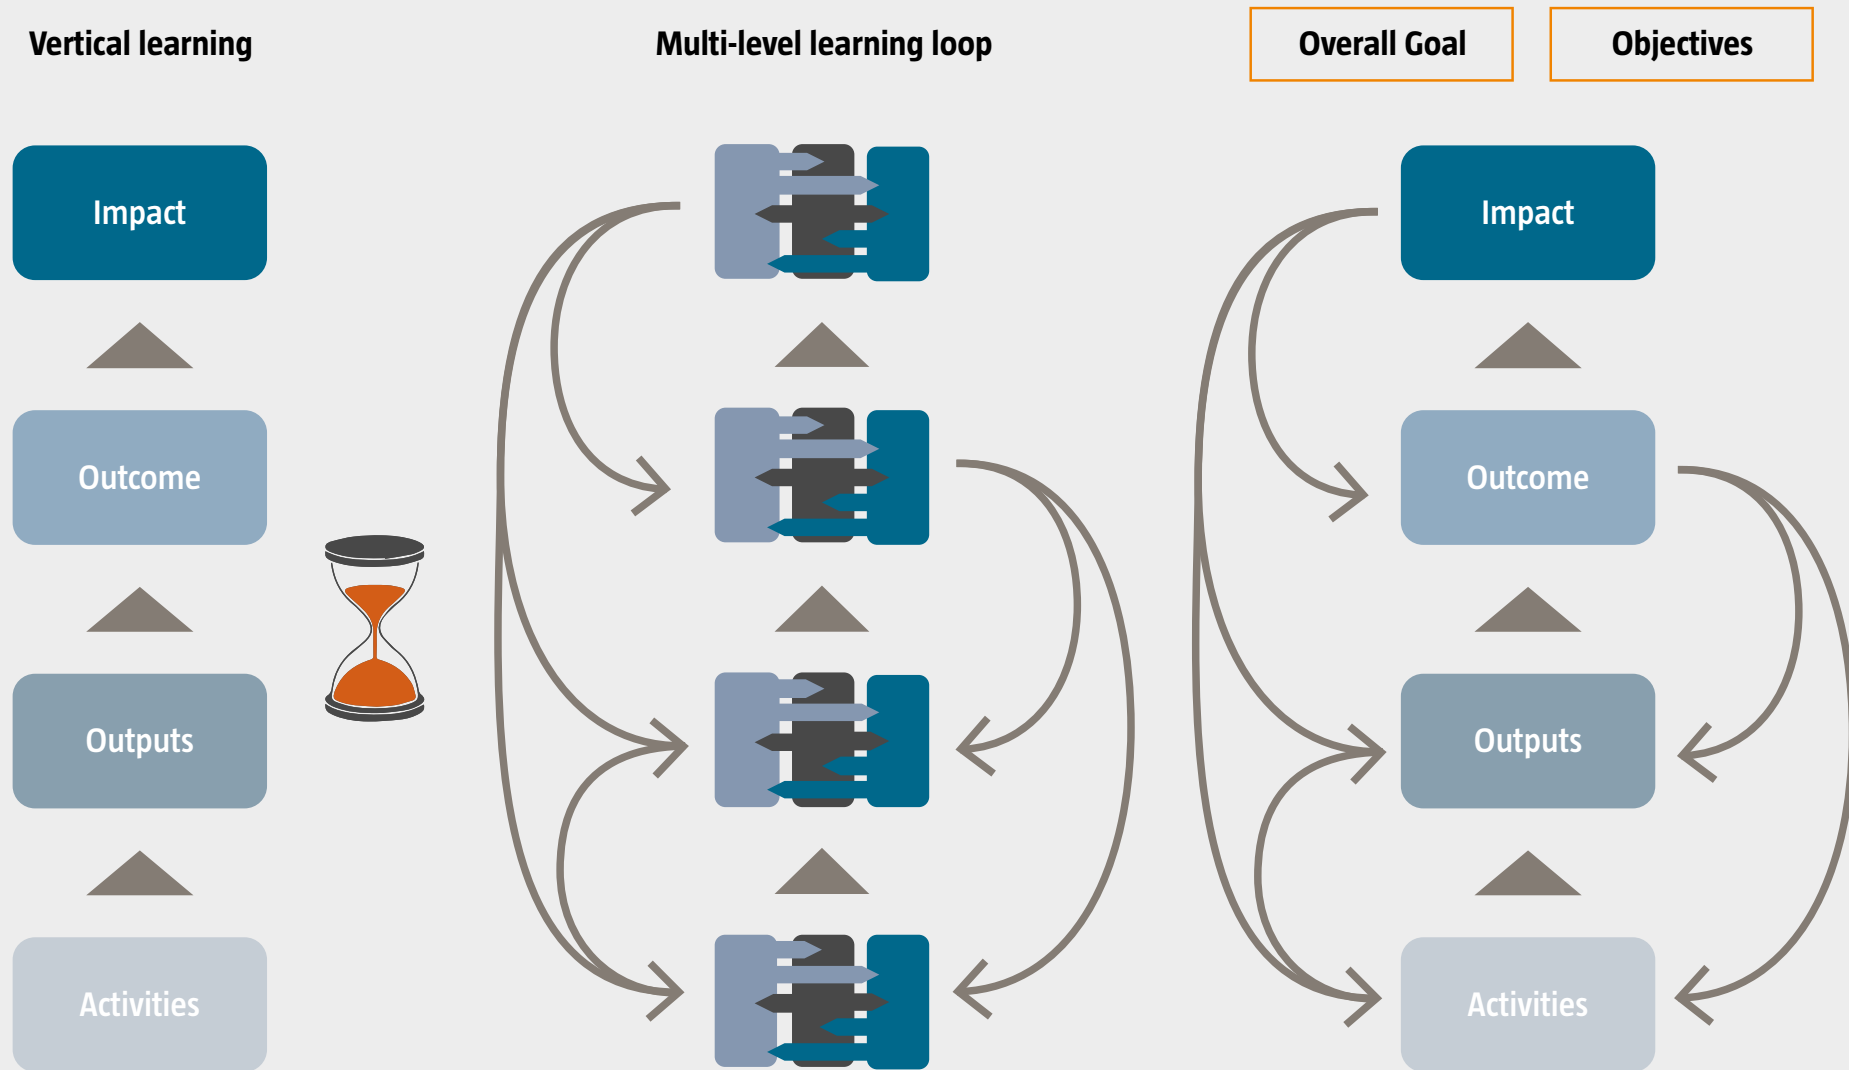 Vertical learning
Multi-level learning loop
Overall Goal
Objectives
Impact
Impact
Outcome
Outcome
Outputs
Outputs
Activities
Activities